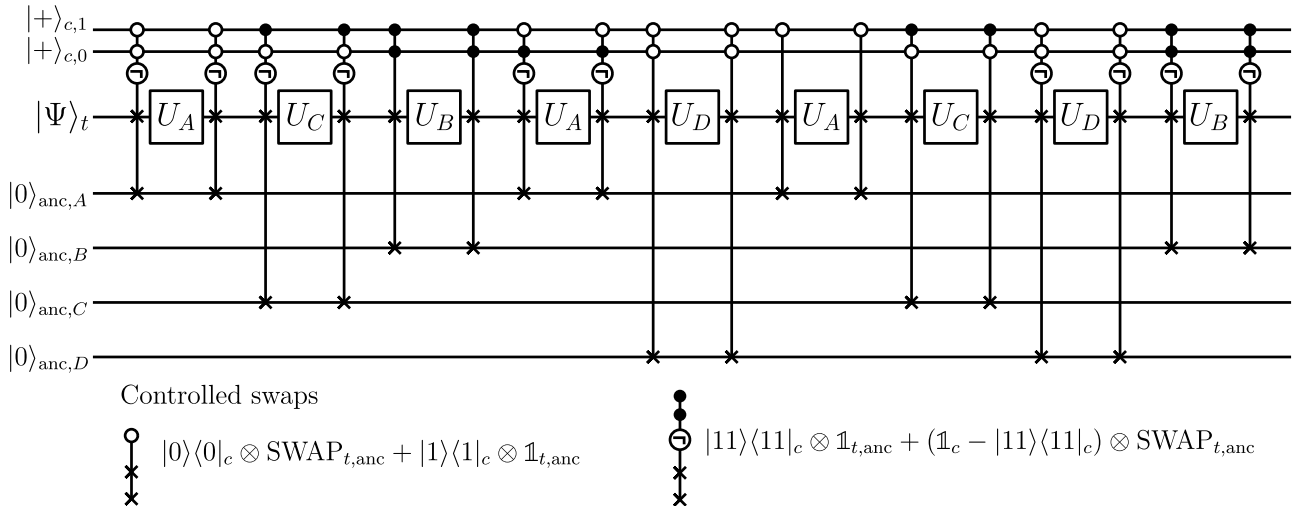 |+⟩_{c,1}
|+⟩_{c,0}
¬ ¬ ¬ ¬ ¬ ¬ ¬ ¬ ¬ ¬
|Ψ⟩_t U_A U_C U_B U_A U_D U_A U_C U_D U_B
|0⟩_{anc,A}
|0⟩_{anc,B}
|0⟩_{anc,C}
|0⟩_{anc,D}
Controlled swaps
|0⟩⟨0|_c ⊗ SWAP_{t,anc} + |1⟩⟨1|_c ⊗ 𝟙_{t,anc}
¬ |11⟩⟨11|_c ⊗ 𝟙_{t,anc} + (𝟙_c − |11⟩⟨11|_c) ⊗ SWAP_{t,anc}